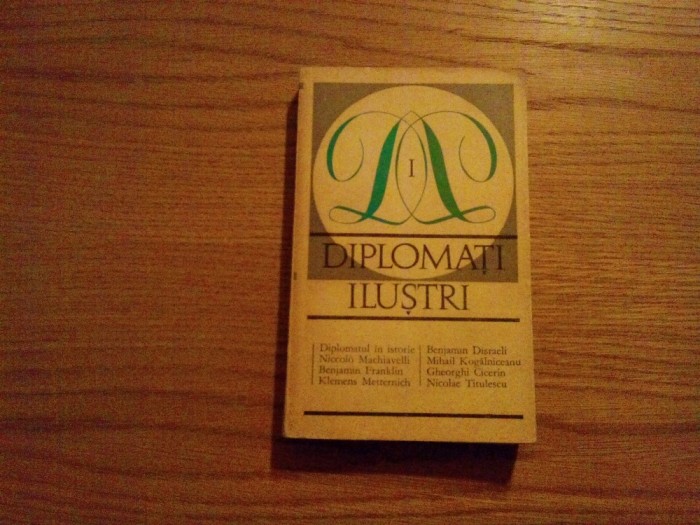 I
DIPLOMAȚI
ILUȘTRI
Diplomatul în istorie
Niccolò Machiavelli
Benjamin Franklin
Klemens Metternich
Benjamin Disraeli
Mihail Kogălniceanu
Gheorghi Cicerin
Nicolae Titulescu